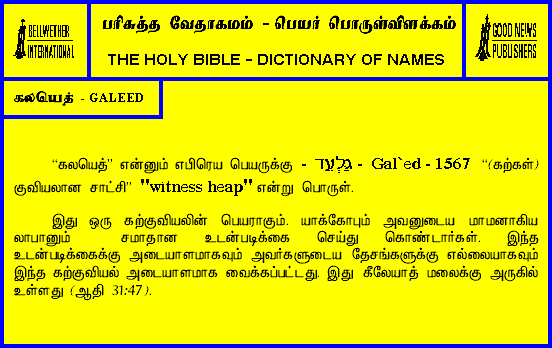 BELLWETHER
INTERNATIONAL
பரிசுத்த வேதாகமம் - பெயர் பொருள்விளக்கம்
THE HOLY BIBLE - DICTIONARY OF NAMES
GOOD NEWS
PUBLISHERS
கலயெத் - GALEED
“கலயெத்” என்னும் எபிரெய பெயருக்கு - גַּלְעֵד - Gal`ed - 1567 “(கற்கள்)
குவியலான சாட்சி” "witness heap" என்று பொருள்.
இது ஒரு கற்குவியலின் பெயராகும். யாக்கோபும் அவனுடைய மாமனாகிய
லாபானும் சமாதான உடன்படிக்கை செய்து கொண்டார்கள். இந்த
உடன்படிக்கைக்கு அடையாளமாகவும் அவர்களுடைய தேசங்களுக்கு எல்லையாகவும்
இந்த கற்குவியல் அடையாளமாக வைக்கப்பட்டது. இது கீலேயாத் மலைக்கு அருகில்
உள்ளது (ஆதி 31:47).